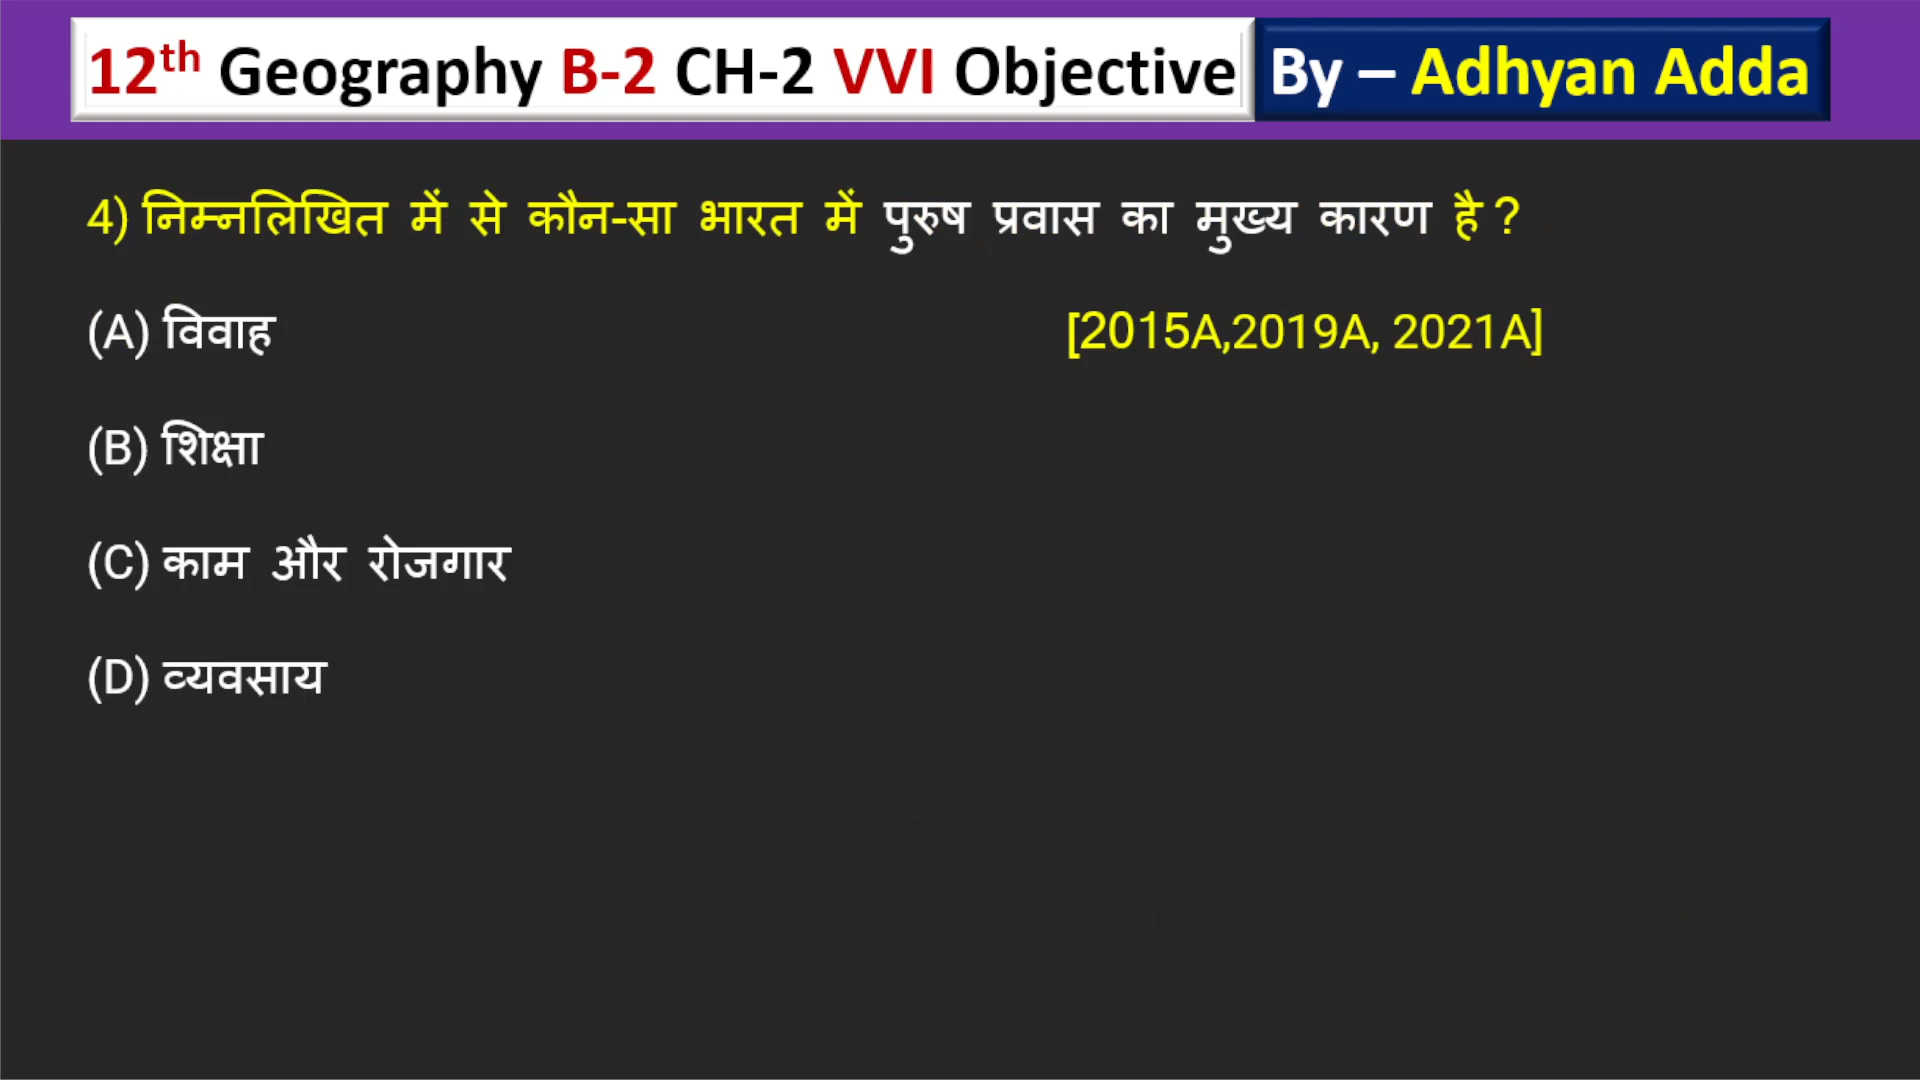 12th Geography B-2 CH-2 VVI Objective By – Adhyan Adda
4) निम्नलिखित में से कौन-सा भारत में पुरुष प्रवास का मुख्य कारण है ?
(A) विवाह [2015A,2019A, 2021A]
(B) शिक्षा
(C) काम और रोजगार
(D) व्यवसाय